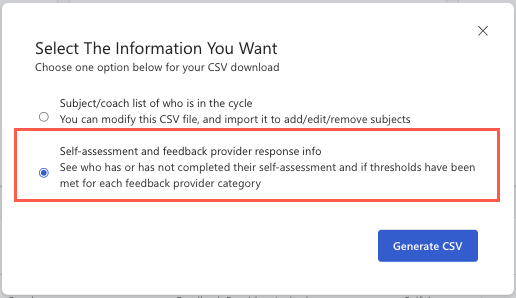 Select The Information You Want
Choose one option below for your CSV download
Subject/coach list of who is in the cycle
You can modify this CSV file, and import it to add/edit/remove subjects
Self-assessment and feedback provider response info
See who has or has not completed their self-assessment and if thresholds have been
met for each feedback provider category
Generate CSV